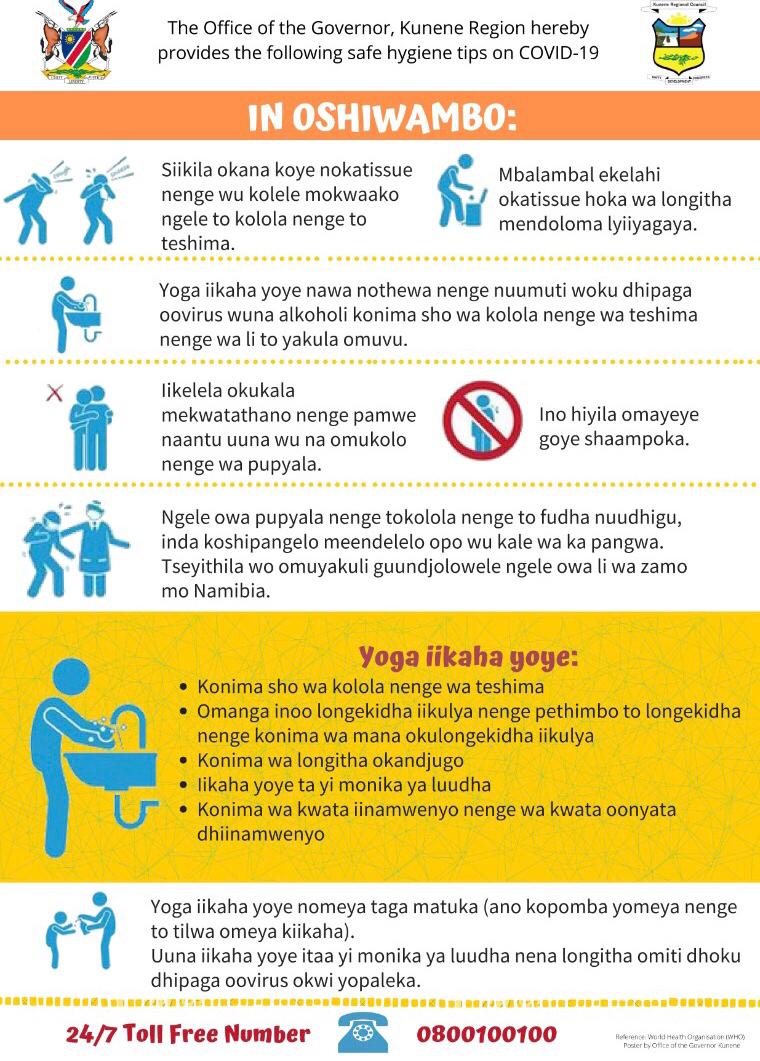 Kunene Regional Council
The Office of the Governor, Kunene Region hereby
provides the following safe hygiene tips on COVID-19
IN OSHIWAMBO:
Siikila okana koye nokatissue
nenge wu kolele mokwaako
ngele to kolola nenge to
teshima.
Mbalambal ekelahi
okatissue hoka wa longitha
mendoloma lyiiyagaya.
Yoga iikaha yoye nawa nothewa nenge nuumuti woku dhipaga
oovirus wuna alkoholi konima sho wa kolola nenge wa teshima
nenge wa li to yakula omuvu.
Iikelela okukala
mekwatathano nenge pamwe
naantu uuna wu na omukolo
nenge wa pupyala.
Ino hiyila omayeye
goye shaampoka.
Ngele owa pupyala nenge tokolola nenge to fudha nuudhigu,
inda koshipangelo meendelelo opo wu kale wa ka pangwa.
Tseyithila wo omuyakuli guundjolowele ngele owa li wa zamo
mo Namibia.
Yoga iikaha yoye:
Konima sho wa kolola nenge wa teshima
Omanga inoo longekidha iikulya nenge pethimbo to longekidha
nenge konima wa mana okulongekidha iikulya
Konima wa longitha okandjugo
Iikaha yoye ta yi monika ya luudha
Konima wa kwata iinamwenyo nenge wa kwata oonyata
dhiinamwenyo
Yoga iikaha yoye nomeya taga matuka (ano kopomba yomeya nenge
to tilwa omeya kiikaha).
Uuna iikaha yoye itaa yi monika ya luudha nena longitha omiti dhoku
dhipaga oovirus okwi yopaleka.
24/7 Toll Free Number
0800100100
Reference: World Health Organisation (WHO)
Poster by Office of the Governor Kunene